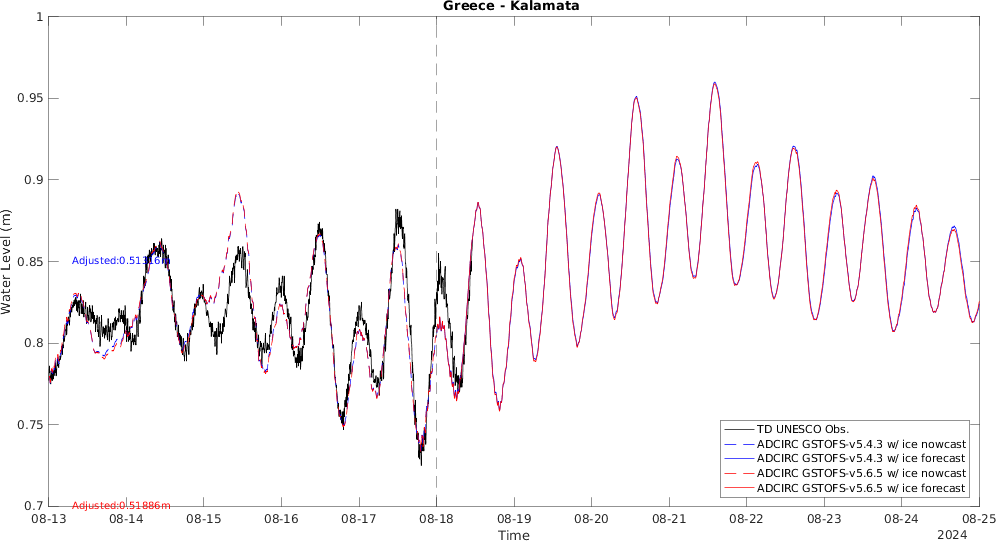 Greece - Kalamata
1
0.95
0.9
0.85
0.8
0.75
0.7
Water Level (m)
Adjusted:0.51316m
Adjusted:0.51886m
TD UNESCO Obs.
ADCIRC GSTOFS-v5.4.3 w/ ice nowcast
ADCIRC GSTOFS-v5.4.3 w/ ice forecast
ADCIRC GSTOFS-v5.6.5 w/ ice nowcast
ADCIRC GSTOFS-v5.6.5 w/ ice forecast
08-13 08-14 08-15 08-16 08-17 08-18 08-19 08-20 08-21 08-22 08-23 08-24 08-25
Time
2024